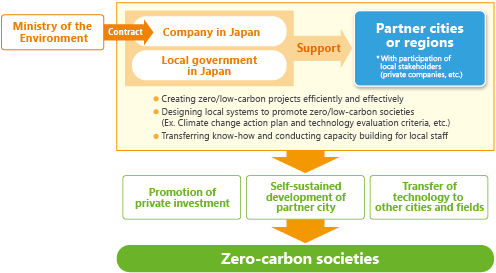 Ministry of the
Environment
Contract
Company in Japan
Local government
in Japan
Support
Partner cities
or regions
* With participation of
local stakeholders
(private companies, etc.)
● Creating zero/low-carbon projects efficiently and effectively
● Designing local systems to promote zero/low-carbon societies
(Ex. Climate change action plan and technology evaluation criteria, etc.)
● Transferring know-how and conducting capacity building for local staff
Promotion of
private investment
Self-sustained
development of
partner city
Transfer of
technology to
other cities and fields
Zero-carbon societies